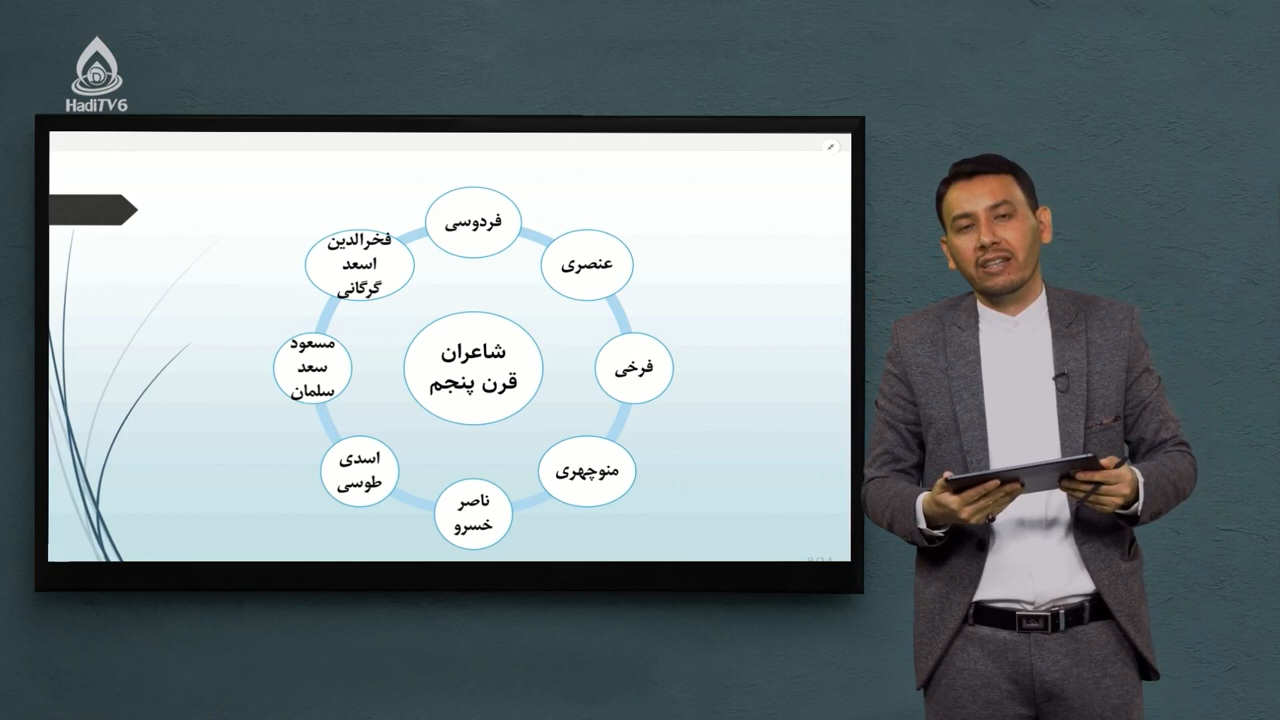 HadiTV6
فردوسی
عنصری
فرخی
منوچهری
ناصر
خسرو
اسدی
طوسی
مسعود
سعد
سلمان
فخرالدین
اسعد
گرگانی
شاعران
قرن پنجم